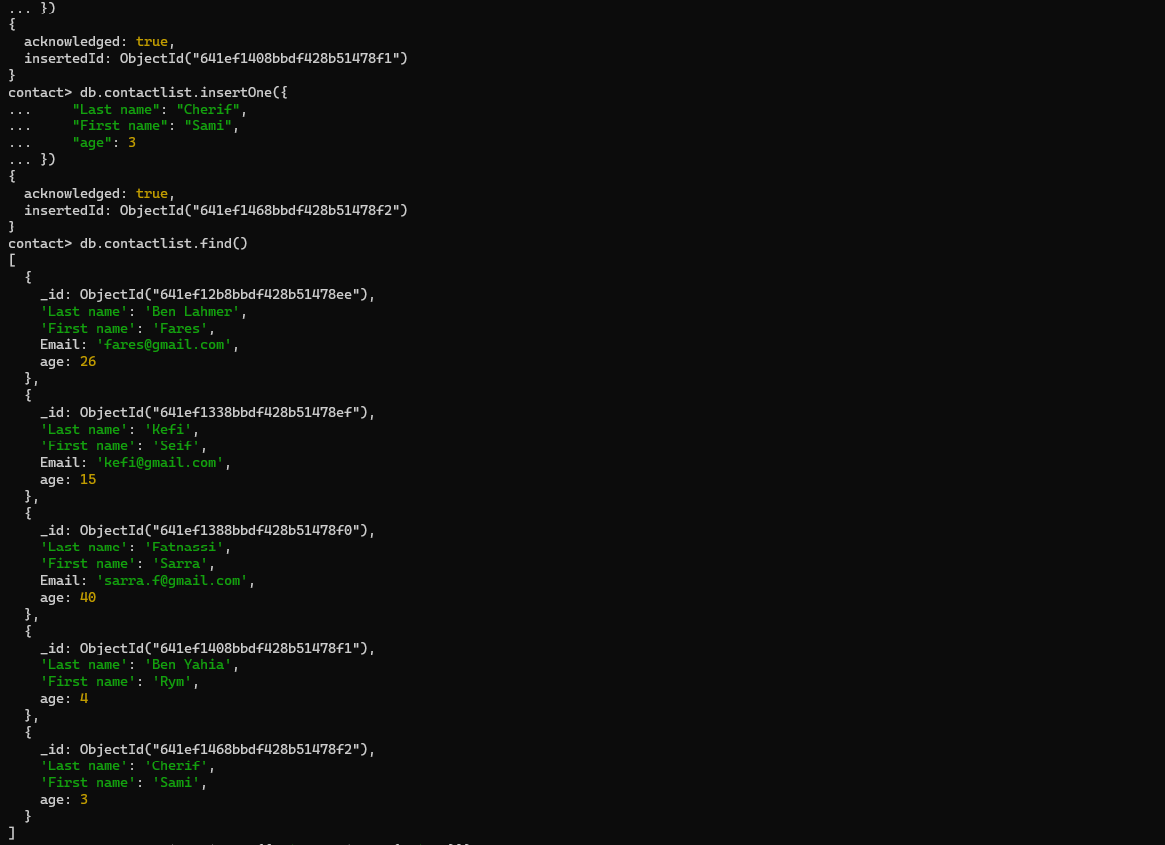 ... })
{
  acknowledged: true,
  insertedId: ObjectId("641ef1408bbdf428b51478f1")
}
contact> db.contactlist.insertOne({
...     "Last name": "Cherif",
...     "First name": "Sami",
...     "age": 3
... })
{
  acknowledged: true,
  insertedId: ObjectId("641ef1468bbdf428b51478f2")
}
contact> db.contactlist.find()
[
  {
    _id: ObjectId("641ef12b8bbdf428b51478ee"),
    'Last name': 'Ben Lahmer',
    'First name': 'Fares',
    Email: 'fares@gmail.com',
    age: 26
  },
  {
    _id: ObjectId("641ef1338bbdf428b51478ef"),
    'Last name': 'Kefi',
    'First name': 'Seif',
    Email: 'kefi@gmail.com',
    age: 15
  },
  {
    _id: ObjectId("641ef1388bbdf428b51478f0"),
    'Last name': 'Fatnassi',
    'First name': 'Sarra',
    Email: 'sarra.f@gmail.com',
    age: 40
  },
  {
    _id: ObjectId("641ef1408bbdf428b51478f1"),
    'Last name': 'Ben Yahia',
    'First name': 'Rym',
    age: 4
  },
  {
    _id: ObjectId("641ef1468bbdf428b51478f2"),
    'Last name': 'Cherif',
    'First name': 'Sami',
    age: 3
  }
]